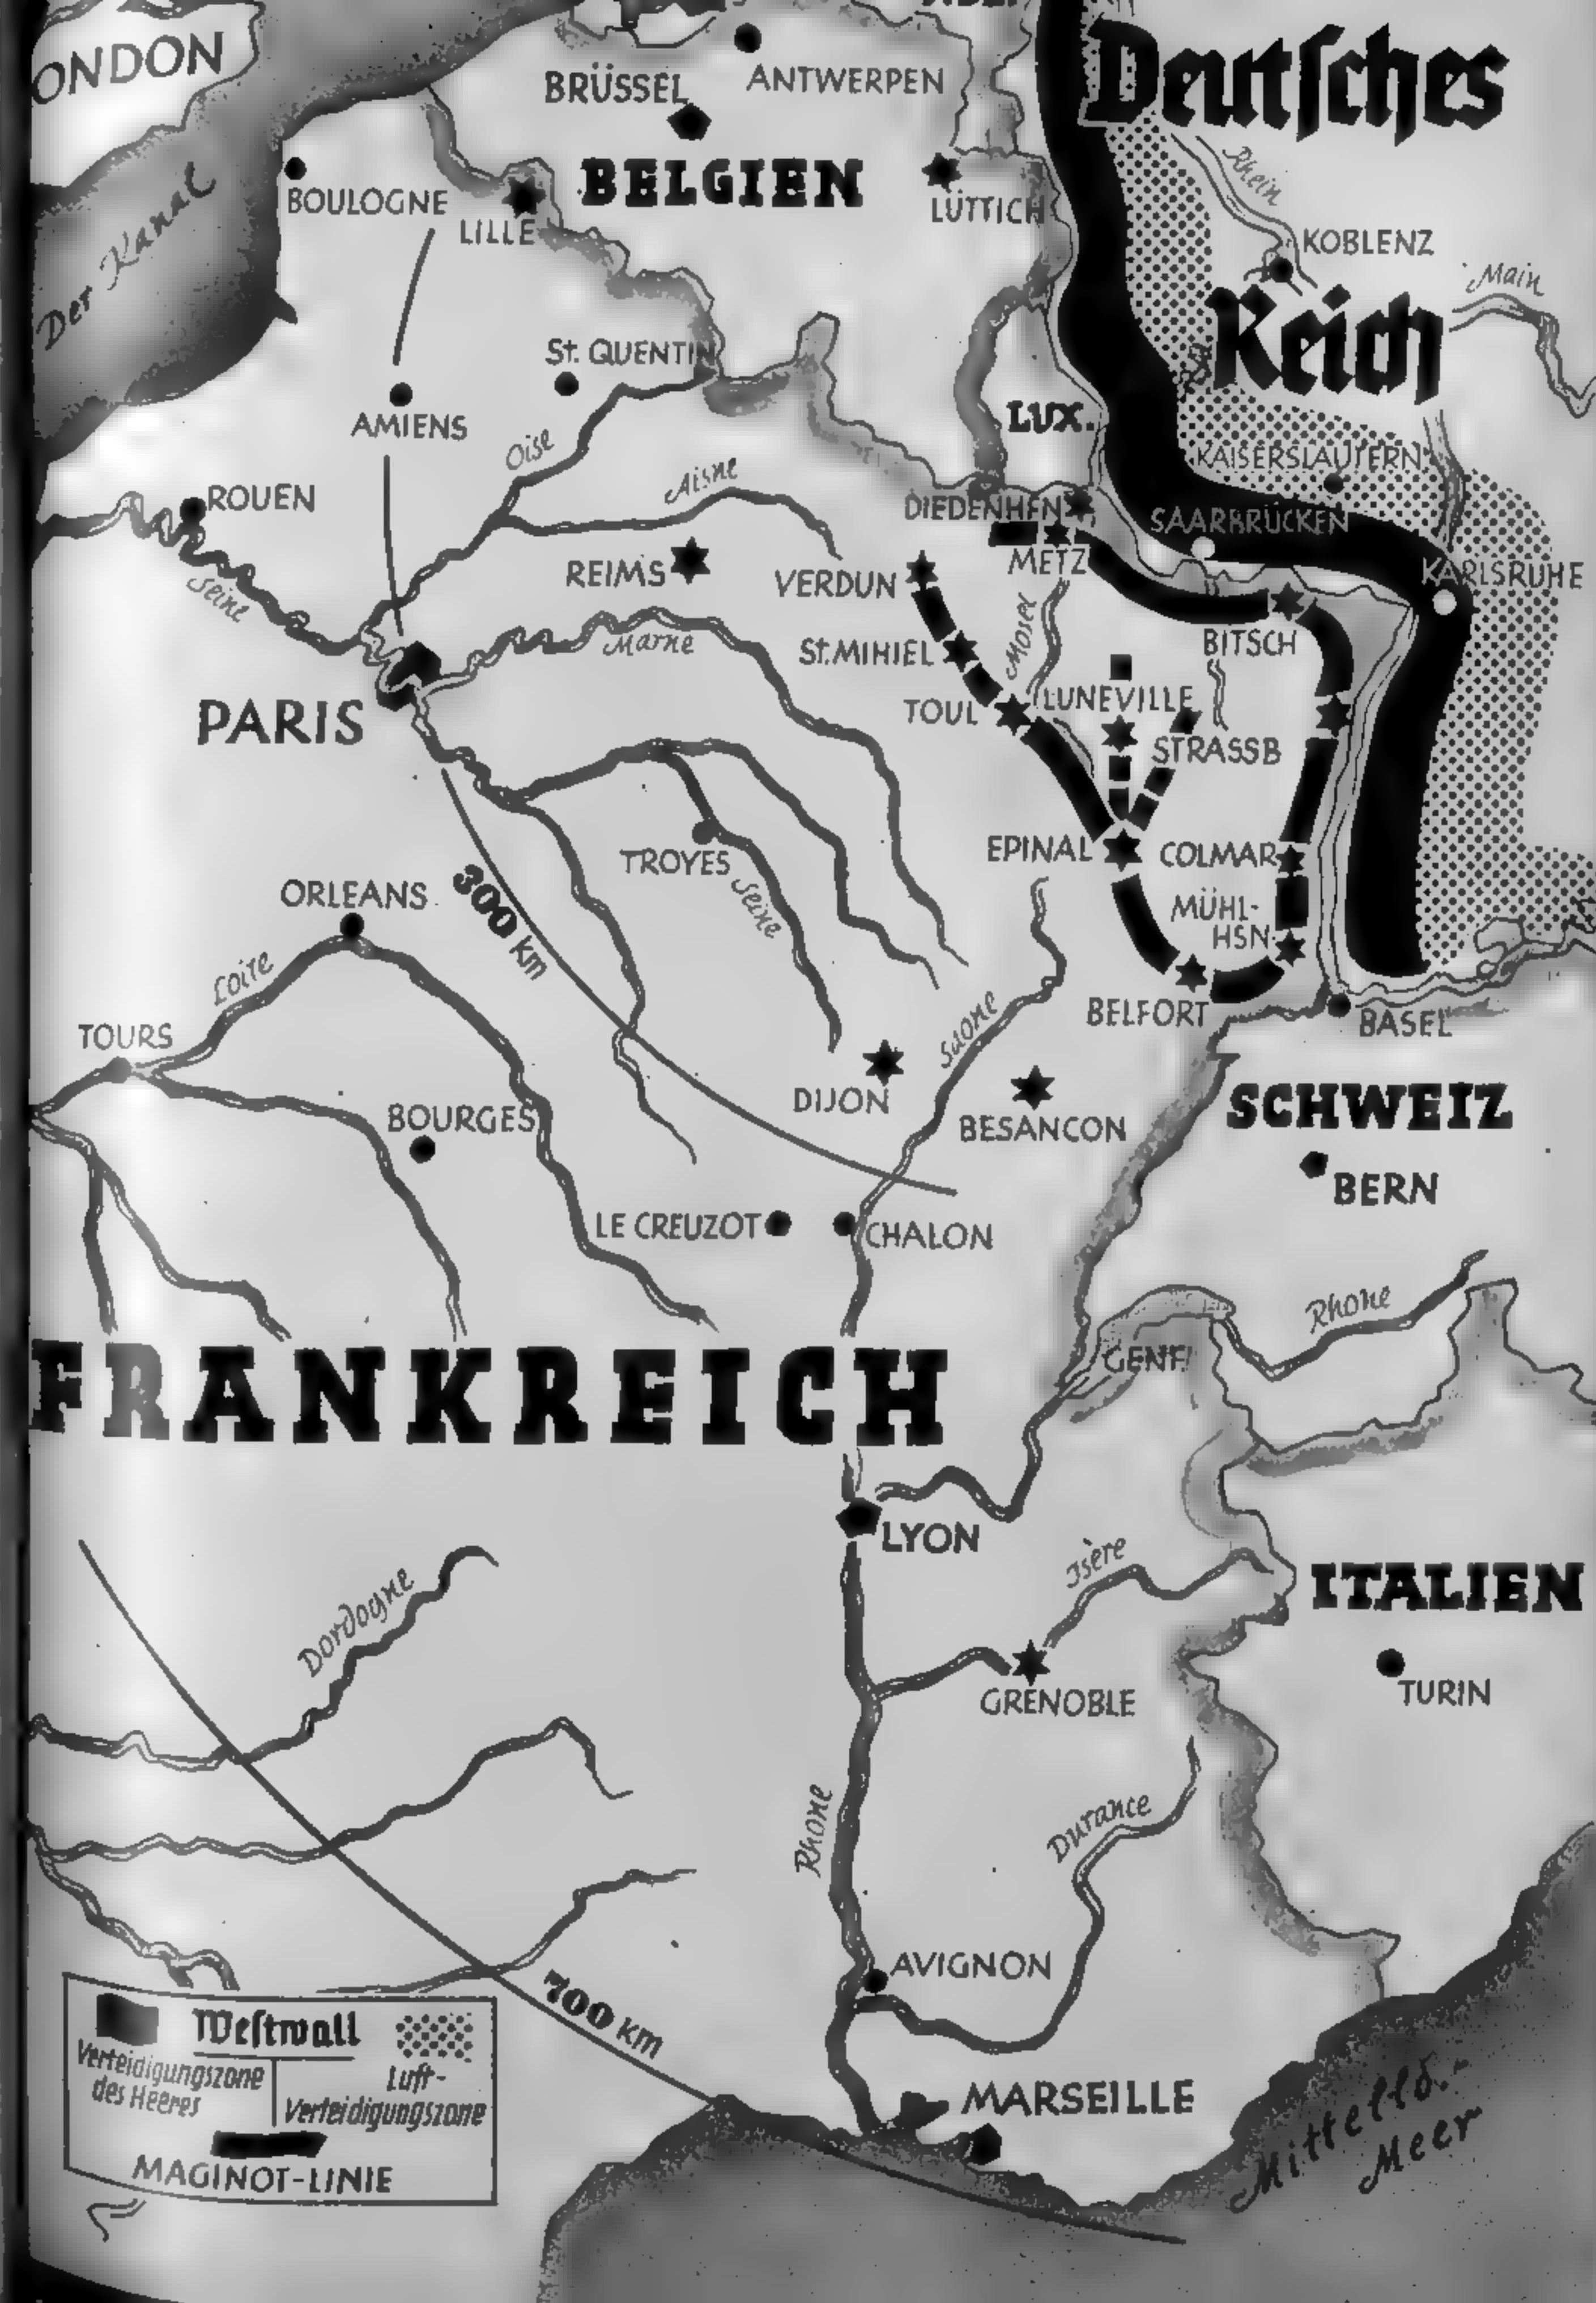 ONDON
BRÜSSEL
ANTWERPEN
Deutsches
BELGIEN
Rhein
BOULOGNE
LILLE
LÜTTICH
KOBLENZ
Der Kanal
Main
Reich
St. QUENTIN
AMIENS
LUX.
Oise
KAISERSLAUTERN
Aisne
ROUEN
DIEDENHFN
SAARBRÜCKEN
METZ
REIMS
VERDUN
KARLSRUHE
Seine
Marne
St. MIHIEL
Mosel
BITSCH
PARIS
TOUL
LUNEVILLE
STRASSB
EPINAL
COLMAR
TROYES
Seine
ORLEANS
300 km
MÜHL-
HSN
Loire
BELFORT
BASEL
TOURS
Saone
DIJON
BOURGES
BESANCON
SCHWEIZ
BERN
LE CREUZOT
CHALON
Rhone
GENF
FRANKREICH
LYON
Isère
ITALIEN
Dordogne
GRENOBLE
TURIN
Rhone
Durance
AVIGNON
700 km
MARSEILLE
Mittelld.-
Meer
Westwall
Verteidigungszone
des Heeres
Luft-
Verteidigungszone
MAGINOT-LINIE